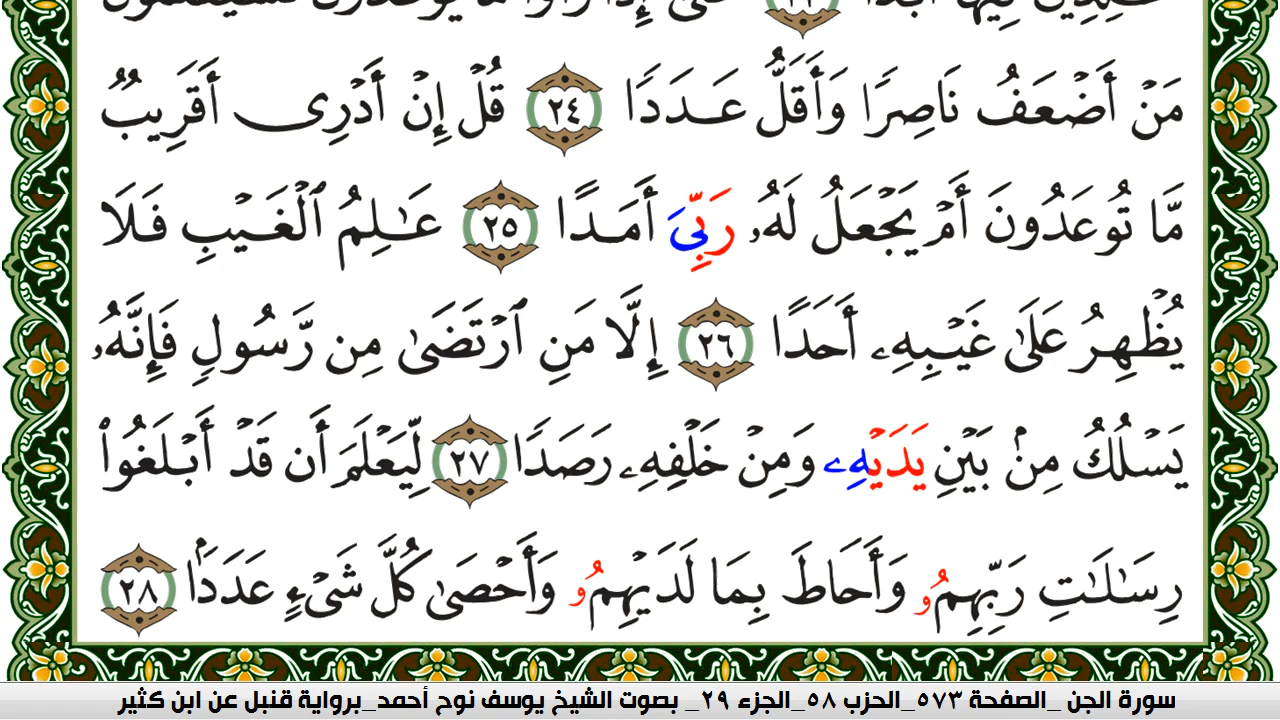 مَنۡ أَضۡعَفُ نَاصِرٗا وَأَقَلُّ عَدَدٗا ٢٤ قُلۡ إِنۡ أَدۡرِي أَقَرِيبٞ
مَّا تُوعَدُونَ أَمۡ يَجۡعَلُ لَهُۥ رَبِّيَ أَمَدًا ٢٥ عَٰلِمُ ٱلۡغَيۡبِ فَلَا
يُظۡهِرُ عَلَىٰ غَيۡبِهِۦ أَحَدًا ٢٦ إِلَّا مَنِ ٱرۡتَضَىٰ مِن رَّسُولٖ فَإِنَّهُۥ
يَسۡلُكُ مِنۢ بَيۡنِ يَدَيۡهِۦ وَمِنۡ خَلۡفِهِۦ رَصَدٗا ٢٧ لِّيَعۡلَمَ أَن قَدۡ أَبۡلَغُواْ
رِسَٰلَٰتِ رَبِّهِمُۥ وَأَحَاطَ بِمَا لَدَيۡهِمُۥ وَأَحۡصَىٰ كُلَّ شَيۡءٍ عَدَدَۢا ٢٨
سورة الجن _الصفحة ٥٧٣_الحزب ٥٨_الجزء ٢٩_ بصوت الشيخ يوسف نوح أحمد_برواية قنبل عن ابن كثير